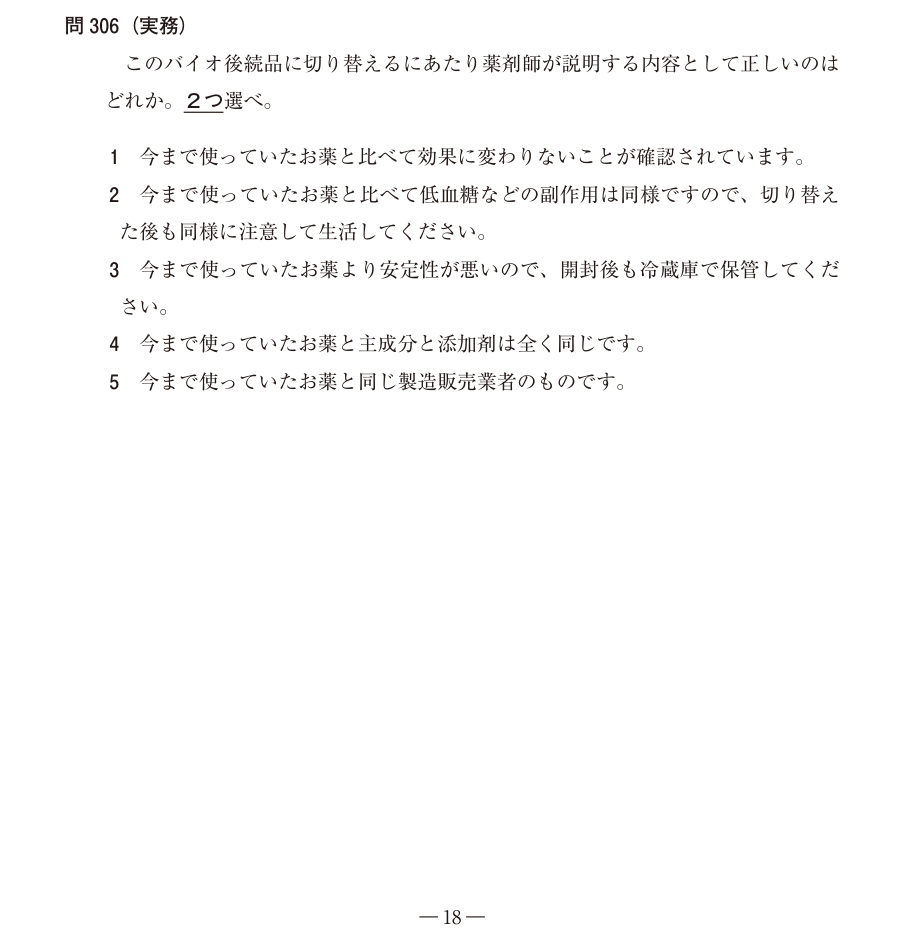 問 306（実務）
このバイオ後続品に切り替えるにあたり薬剤師が説明する内容として正しいのは
どれか。２つ選べ。
1　今まで使っていたお薬と比べて効果に変わりないことが確認されています。
2　今まで使っていたお薬と比べて低血糖などの副作用は同様ですので、切り替え
た後も同様に注意して生活してください。
3　今まで使っていたお薬より安定性が悪いので、開封後も冷蔵庫で保管してくだ
さい。
4　今まで使っていたお薬と主成分と添加剤は全く同じです。
5　今まで使っていたお薬と同じ製造販売業者のものです。
― 18 ―